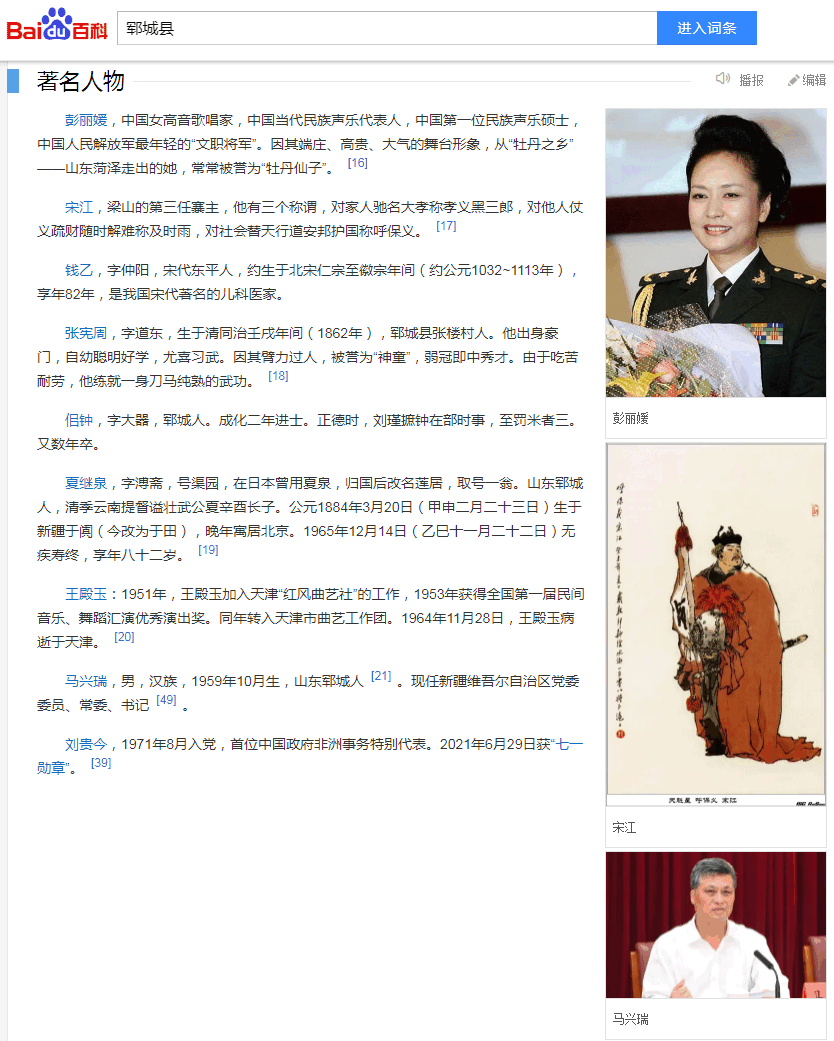 Bai du 百科
郓城县
进入词条
著名人物
播报 编辑
彭丽媛，中国女高音歌唱家，中国当代民族声乐代表人，中国第一位民族声乐硕士，
中国人民解放军最年轻的“文职将军”。因其端庄、高贵、大气的舞台形象，从“牡丹之乡”
——山东菏泽走出的她，常常被誉为“牡丹仙子”。 [16]
宋江，梁山的第三任寨主，他有三个称谓，对家人驰名大孝称孝义黑三郎，对他人仗
义疏财随时解难称及时雨，对社会替天行道安邦护国称呼保义。 [17]
钱乙，字仲阳，宋代东平人，约生于北宋仁宗至徽宗年间（约公元1032~1113年），
享年82年，是我国宋代著名的儿科医家。
张宪周，字道东，生于清同治壬戌年间（1862年），郓城县张楼村人。他出身豪
门，自幼聪明好学，尤喜习武。因其臂力过人，被誉为“神童”，弱冠即中秀才。由于吃苦
耐劳，他练就一身刀马纯熟的武功。 [18]
佀钟，字大器，郓城人。成化二年进士。正德时，刘瑾摭钟在部时事，至罚米者三。
又数年卒。
夏继泉，字溥斋，号渠园，在日本曾用夏泉，归国后改名莲居，取号一翁。山东郓城
人，清季云南提督谥壮武公夏辛酉长子。公元1884年3月20日（甲申二月二十三日）生于
新疆于阗（今改为于田），晚年寓居北京。1965年12月14日（乙巳十一月二十二日）无
疾寿终，享年八十二岁。 [19]
王殿玉：1951年，王殿玉加入天津“红风曲艺社”的工作，1953年获得全国第一届民间
音乐、舞蹈汇演优秀演出奖。同年转入天津市曲艺工作团。1964年11月28日，王殿玉病
逝于天津。 [20]
马兴瑞，男，汉族，1959年10月生，山东郓城人 [21] 。现任新疆维吾尔自治区党委
委员、常委、书记 [49] 。
刘贵今，1971年8月入党，首位中国政府非洲事务特别代表。2021年6月29日获“七一
勋章”。 [39]
彭丽媛
天魁星 呼保义 宋江
宋江
马兴瑞